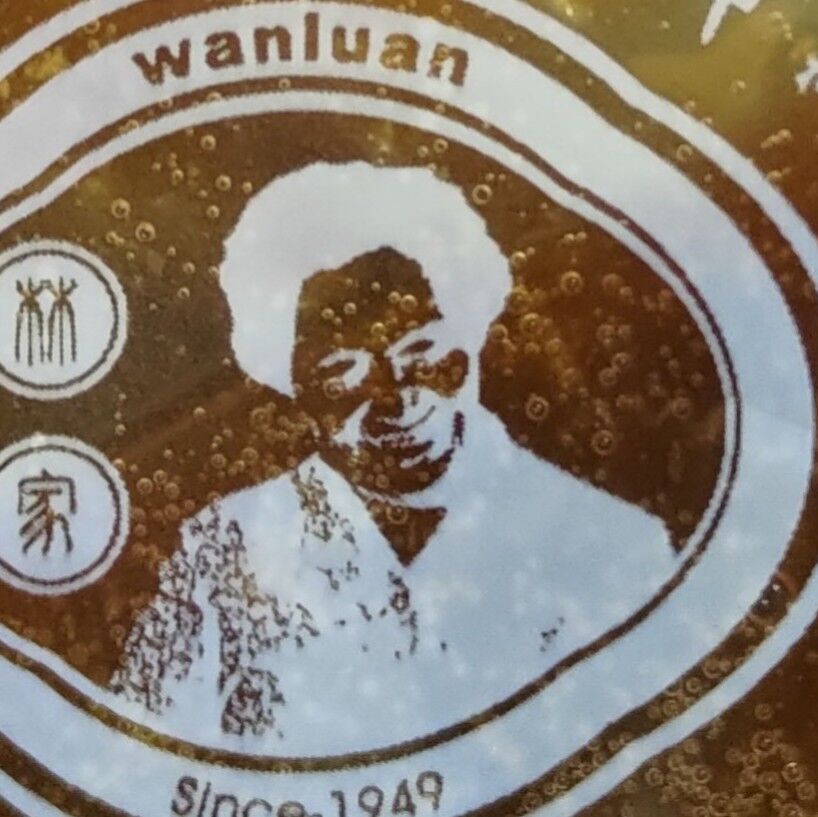 wanluan
林
家
Since.1949